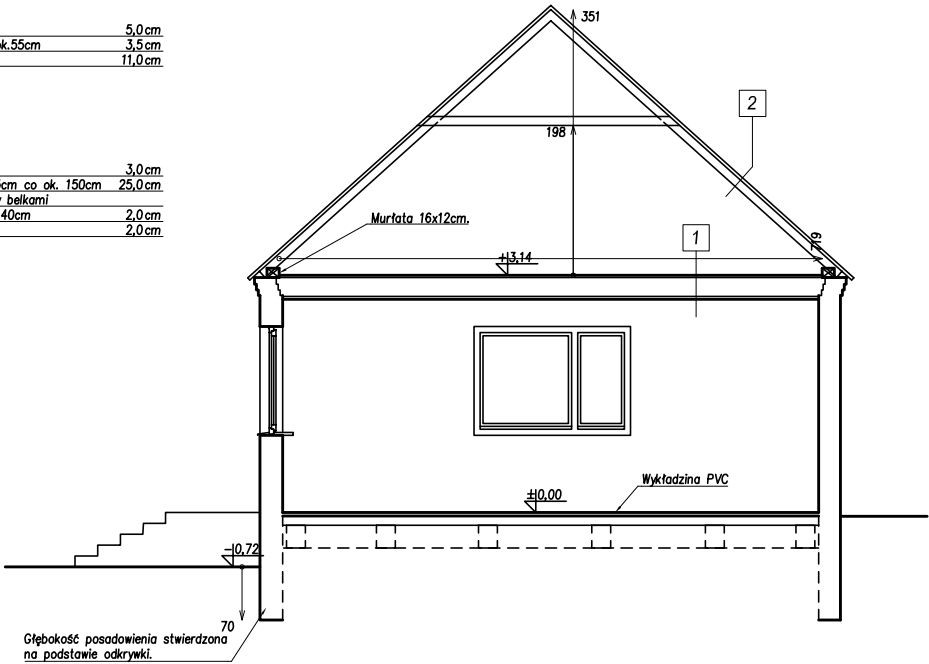 5,0cm
ok.55cm 3,5cm
11,0cm
3,0cm
5cm co ok. 150cm 25,0cm
belkami
40cm 2,0cm
2,0cm
351
2
198
Murłata 16x12cm.
719
1
+3,14
Wykładzina PVC
±0,00
-0,72
70
Głębokość posadowienia stwierdzona
na podstawie odkrywki.